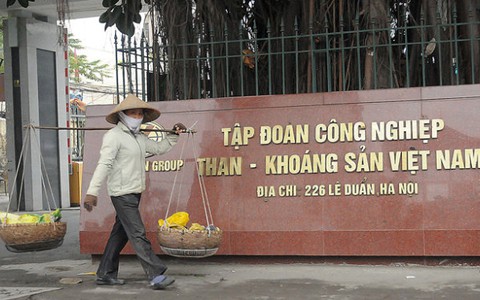 TẬP ĐOÀN CÔNG NGHIỆP
THAN - KHOÁNG SẢN VIỆT NAM
GROUP
ĐỊA CHỈ - 226 LÊ DUẨN HÀ NỘI